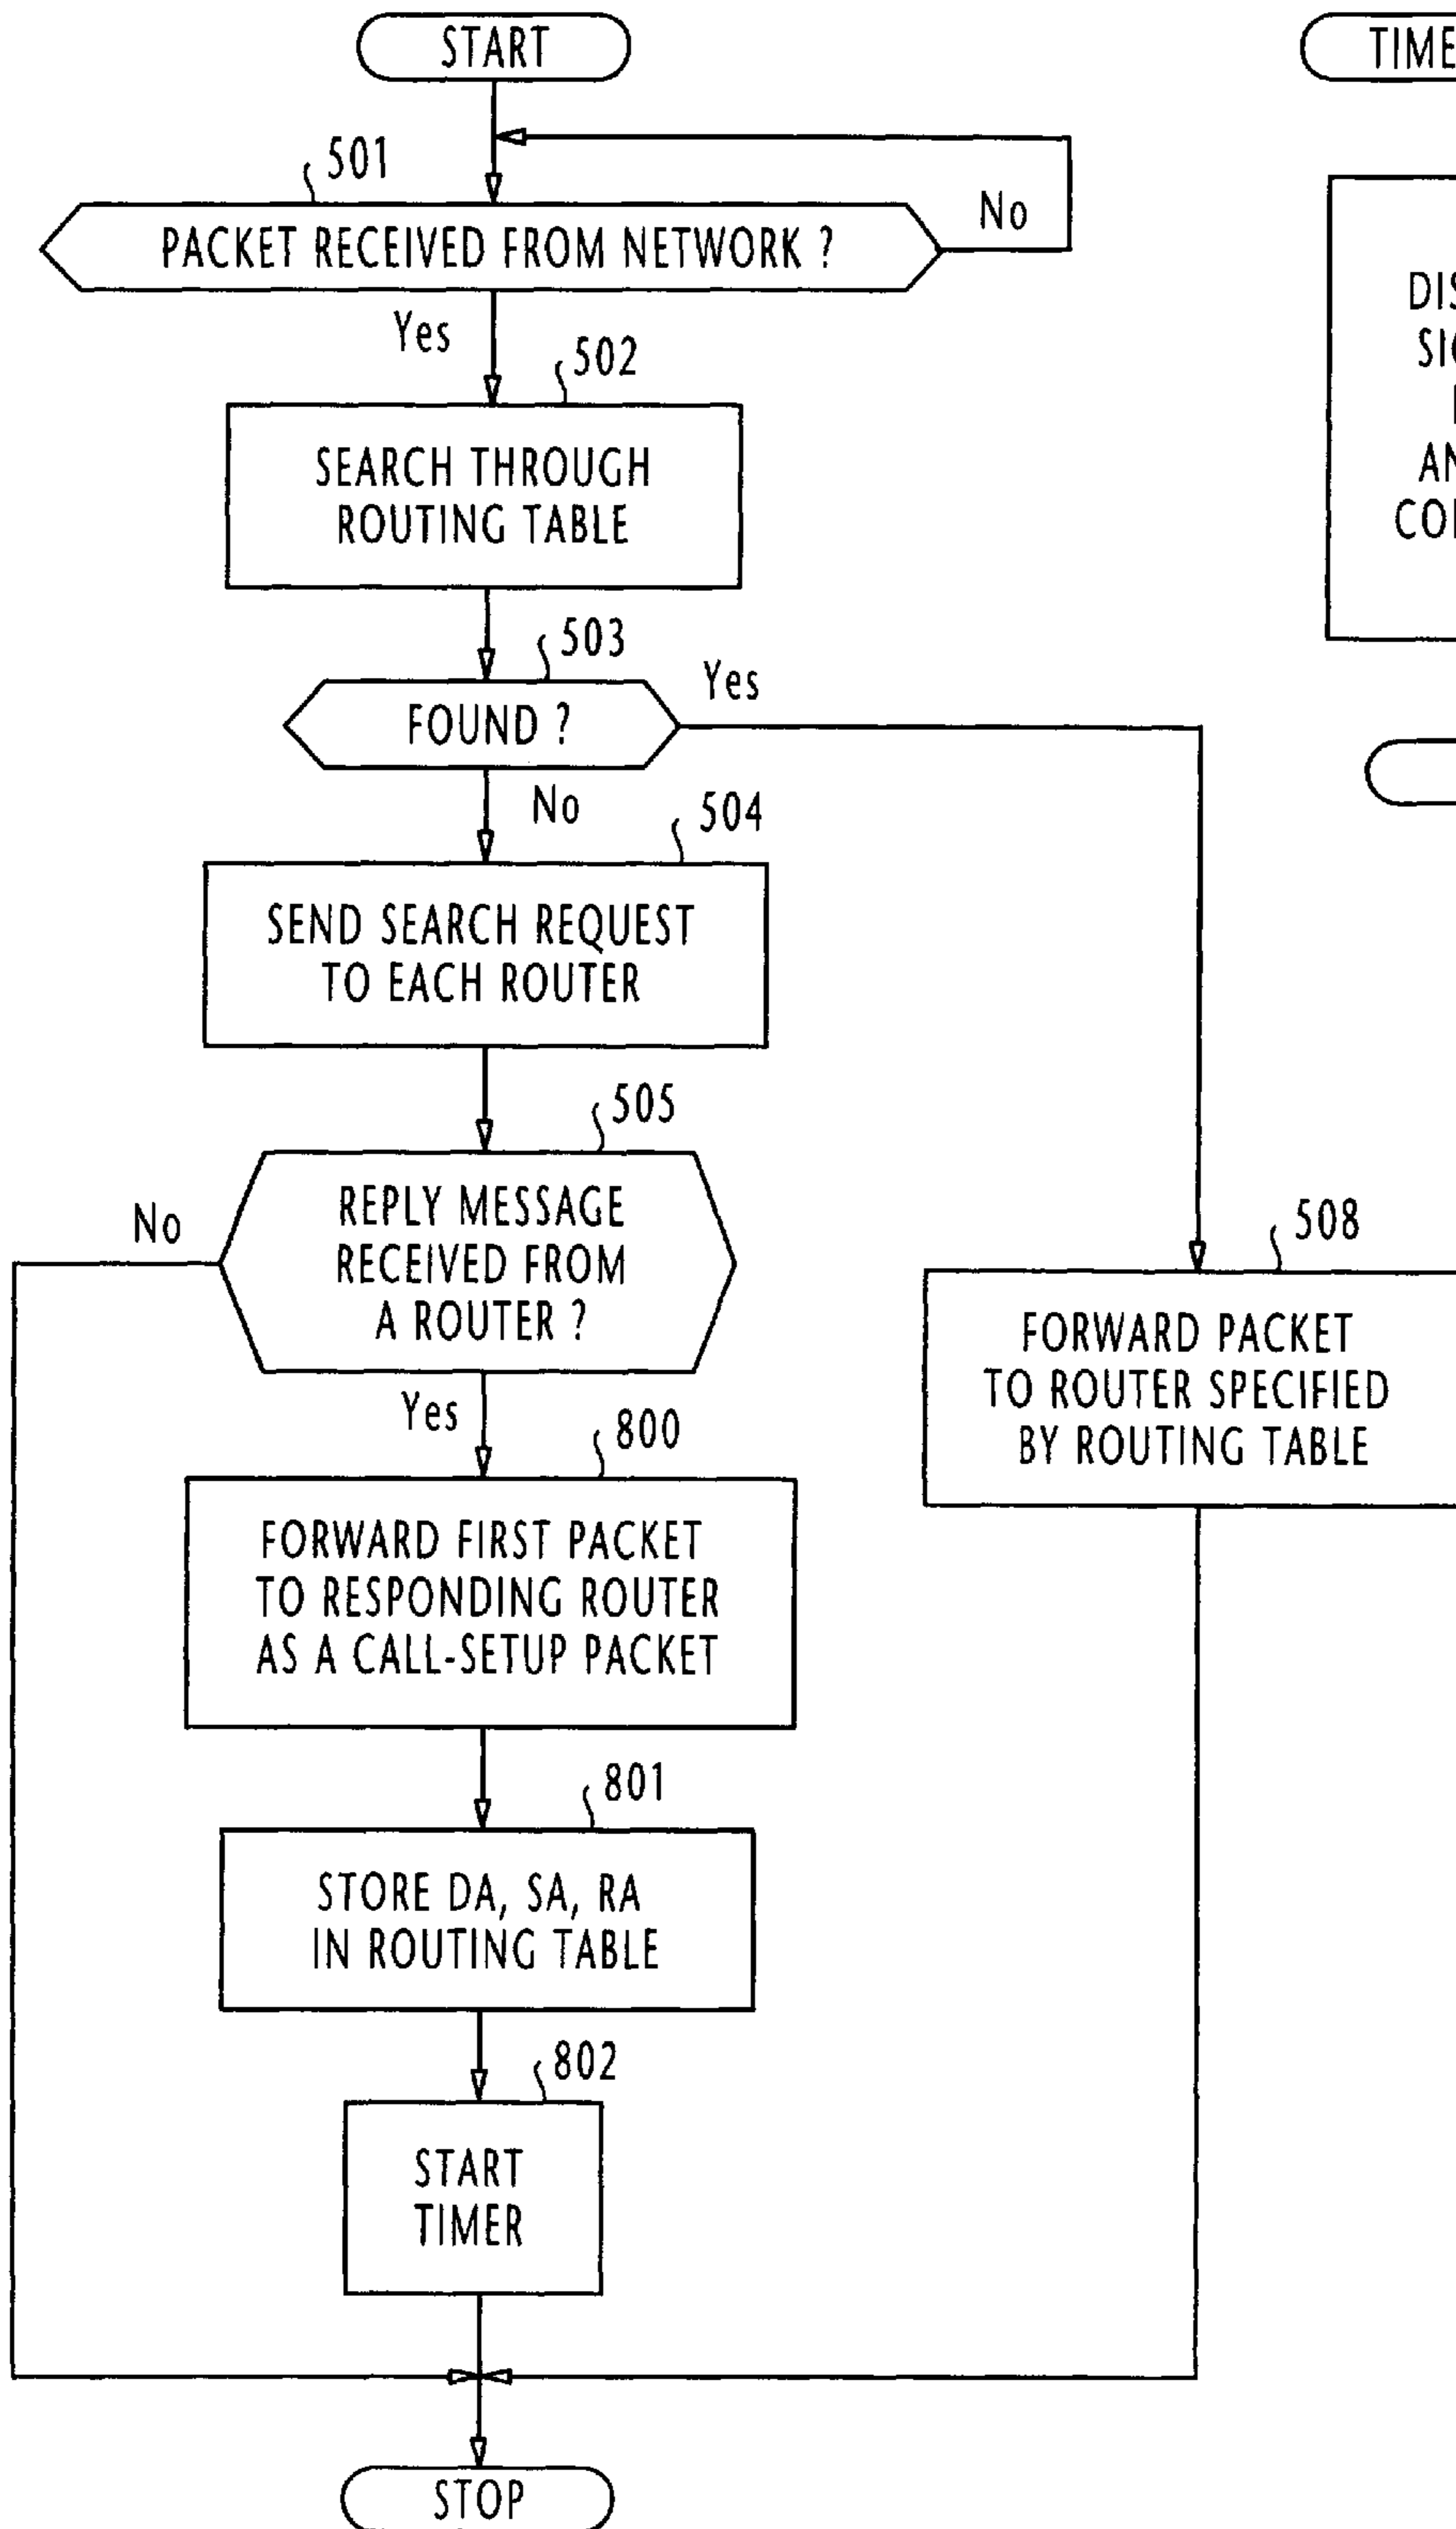 START
501
PACKET RECEIVED FROM NETWORK ?
No
Yes
502
SEARCH THROUGH
ROUTING TABLE
503
FOUND ?
Yes
No
504
SEND SEARCH REQUEST
TO EACH ROUTER
505
REPLY MESSAGE
RECEIVED FROM
A ROUTER ?
No
Yes
508
FORWARD PACKET
TO ROUTER SPECIFIED
BY ROUTING TABLE
800
FORWARD FIRST PACKET
TO RESPONDING ROUTER
AS A CALL-SETUP PACKET
801
STORE DA, SA, RA
IN ROUTING TABLE
802
START
TIMER
STOP
TIME